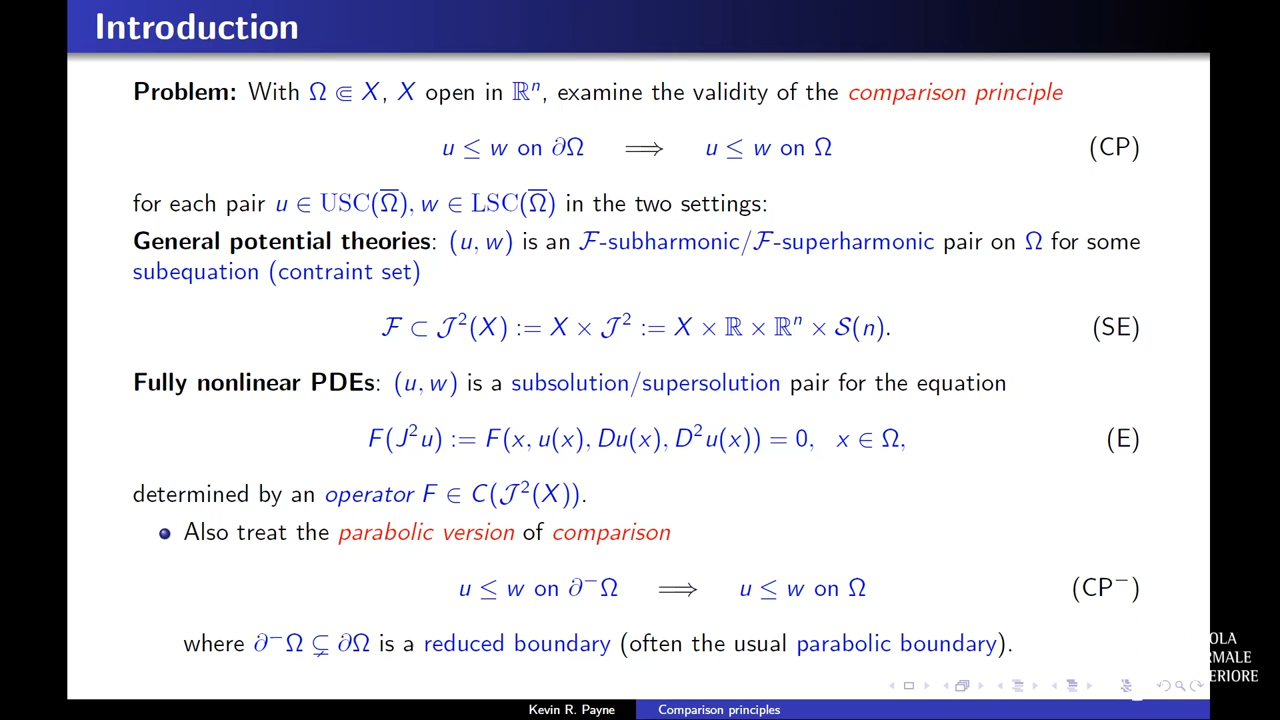 Introduction
Problem: With Ω ⋐ X, X open in ℝⁿ, examine the validity of the comparison principle
u ≤ w on ∂Ω ⟹ u ≤ w on Ω (CP)
for each pair u ∈ USC(Ω̅), w ∈ LSC(Ω̅) in the two settings:
General potential theories: (u, w) is an ℱ-subharmonic/ℱ-superharmonic pair on Ω for some
subequation (contraint set)
ℱ ⊂ 𝒥²(X) := X × 𝒥² := X × ℝ × ℝⁿ × 𝒮(n). (SE)
Fully nonlinear PDEs: (u, w) is a subsolution/supersolution pair for the equation
F(J²u) := F(x, u(x), Du(x), D²u(x)) = 0, x ∈ Ω, (E)
determined by an operator F ∈ C(𝒥²(X)).
• Also treat the parabolic version of comparison
u ≤ w on ∂⁻Ω ⟹ u ≤ w on Ω (CP⁻)
where ∂⁻Ω ⊊ ∂Ω is a reduced boundary (often the usual parabolic boundary).
OLA
RMALE
ERIORE
Kevin R. Payne Comparison principles